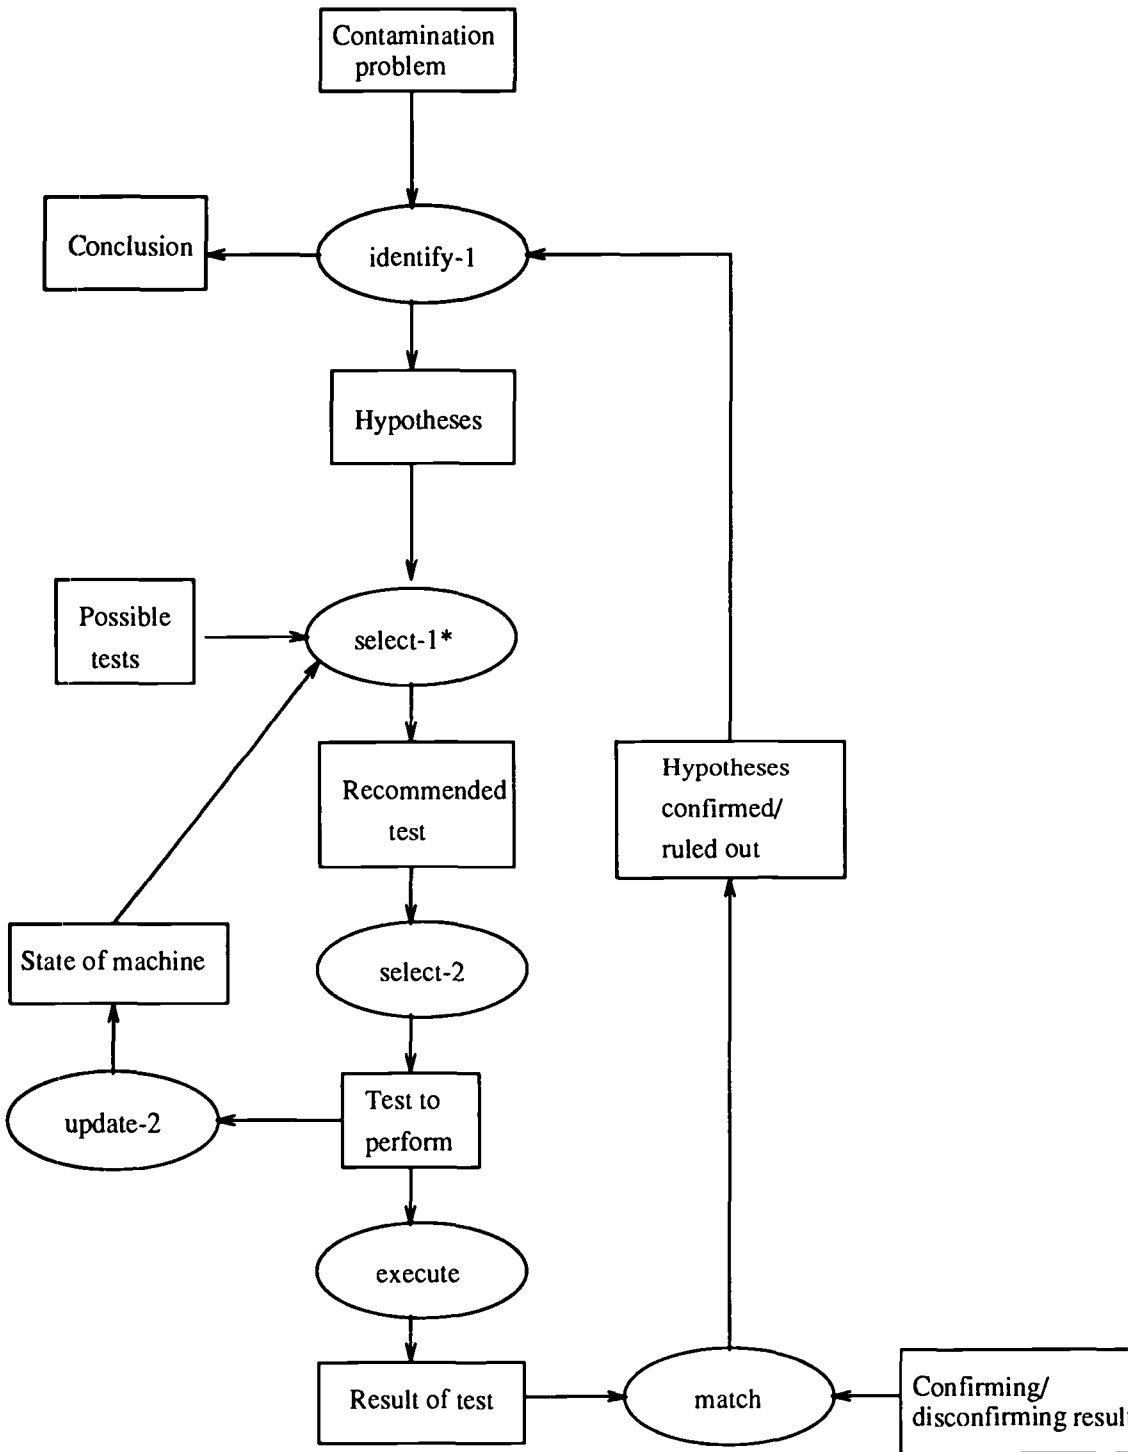 Contamination
problem
Conclusion
identify-1
Hypotheses
Possible
tests
select-1*
Recommended
test
Hypotheses
confirmed/
ruled out
State of machine
select-2
update-2
Test to
perform
execute
Result of test
match
Confirming/
disconfirming result